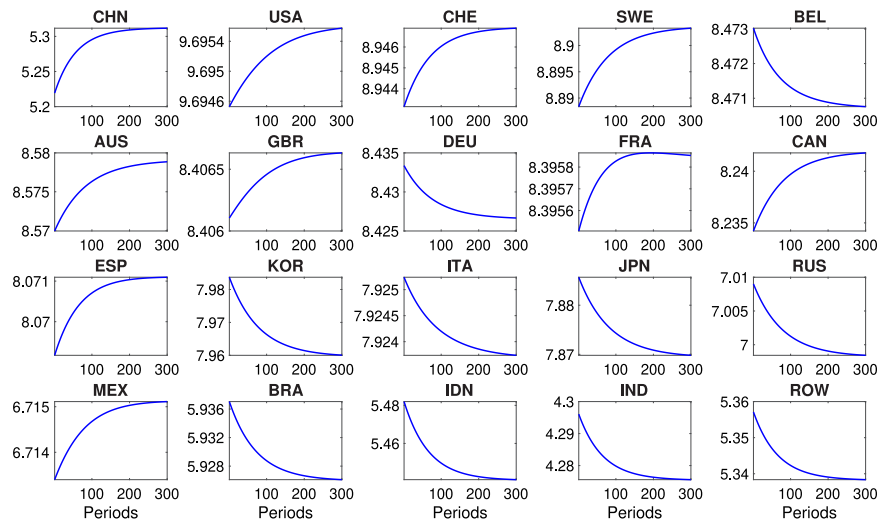 CHN USA CHE SWE BEL
5.3 9.6954 8.946 8.9 8.473
5.25 9.695 8.945 8.895 8.472
5.2 9.6946 8.944 8.89 8.471
100 200 300 100 200 300 100 200 300 100 200 300 100 200 300
AUS GBR DEU FRA CAN
8.58 8.4065 8.435 8.3958 8.24
8.575 8.406 8.43 8.3957 8.235
8.57 8.425 8.3956
100 200 300 100 200 300 100 200 300 100 200 300 100 200 300
ESP KOR ITA JPN RUS
8.071 7.98 7.925 7.88 7.01
8.07 7.97 7.9245 7.87 7.005
7.96 7.924 7
100 200 300 100 200 300 100 200 300 100 200 300 100 200 300
MEX BRA IDN IND ROW
6.715 5.936 5.48 4.3 5.36
6.714 5.932 5.46 4.29 5.35
5.928 4.28 5.34
4.275
100 200 300 100 200 300 100 200 300 100 200 300 100 200 300
Periods Periods Periods Periods Periods